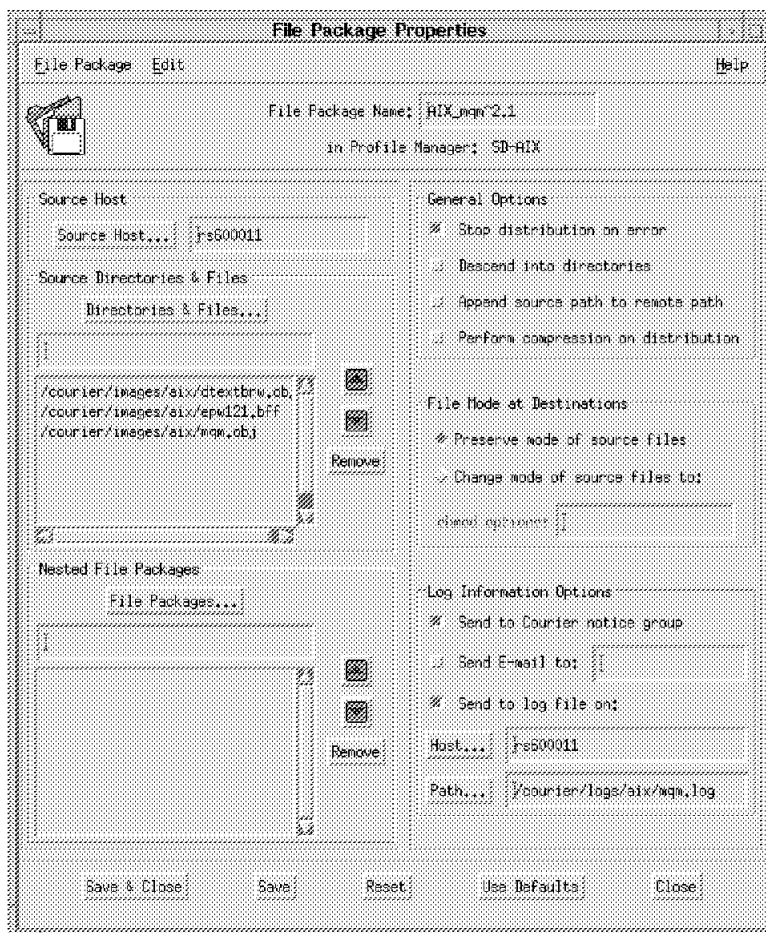 File Package Properties
File Package Edit Help
File Package Name: AIX_mqm^2.1
in Profile Manager: SD-AIX
Source Host
Source Host... rs600011
Source Directories & Files
Directories & Files...
/courier/images/aix/dtextbrw.ob
/courier/images/aix/epw121.bff
/courier/images/aix/mqm.obj
Remove
Nested File Packages
File Packages...
Remove
General Options
Stop distribution on error
Descend into directories
Append source path to remote path
Perform compression on distribution
File Mode at Destinations
Preserve mode of source files
Change mode of source files to:
chmod options:
Log Information Options
Send to Courier notice group
Send E-mail to:
Send to log file on:
Host... rs600011
Path... /courier/logs/aix/mqm.log
Save & Close Save Reset Use Defaults Close